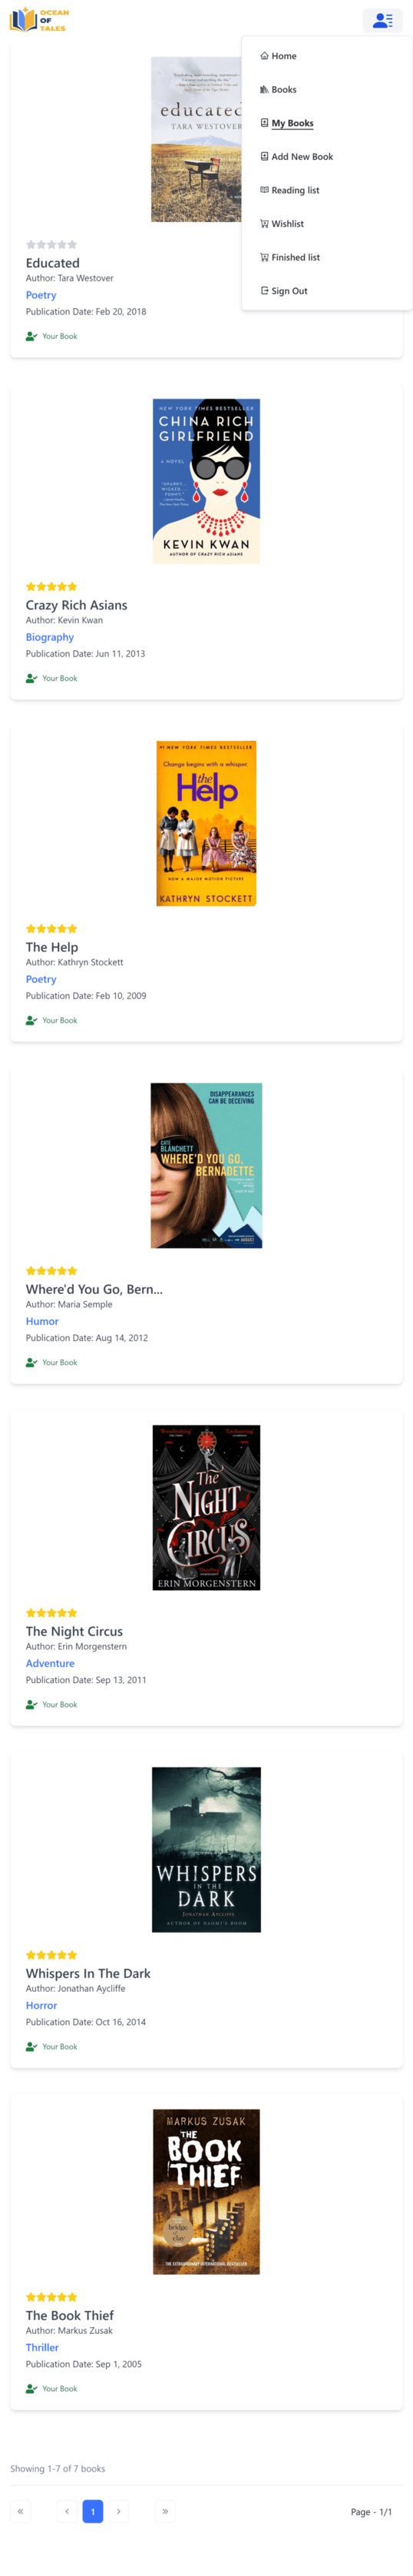 OCEAN
OF
TALES
Home
Books
My Books
Add New Book
Reading list
Wishlist
Finished list
Sign Out
educated
TARA WESTOVER
Educated
Author: Tara Westover
Poetry
Publication Date: Feb 20, 2018
Your Book
NEW YORK TIMES BESTSELLER
CHINA RICH
GIRLFRIEND
A NOVEL
KEVIN KWAN
AUTHOR OF CRAZY RICH ASIANS
Crazy Rich Asians
Author: Kevin Kwan
Biography
Publication Date: Jun 11, 2013
Your Book
#1 NEW YORK TIMES BESTSELLER
Change begins with a whisper.
the
Help
NOW A MAJOR MOTION PICTURE
KATHRYN STOCKETT
The Help
Author: Kathryn Stockett
Poetry
Publication Date: Feb 10, 2009
Your Book
DISAPPEARANCES
CAN BE DECEIVING
CATE
BLANCHETT
WHERE'D YOU GO,
BERNADETTE
Where'd You Go, Bern...
Author: Maria Semple
Humor
Publication Date: Aug 14, 2012
Your Book
The
NIGHT
CIRCUS
ERIN MORGENSTERN
The Night Circus
Author: Erin Morgenstern
Adventure
Publication Date: Sep 13, 2011
Your Book
WHISPERS
IN THE
DARK
JONATHAN AYCLIFFE
AUTHOR OF NAOMI'S ROOM
Whispers In The Dark
Author: Jonathan Aycliffe
Horror
Publication Date: Oct 16, 2014
Your Book
MARKUS ZUSAK
THE
BOOK
THIEF
bridge
of
clay
THE EXTRAORDINARY INTERNATIONAL BESTSELLER
The Book Thief
Author: Markus Zusak
Thriller
Publication Date: Sep 1, 2005
Your Book
Showing 1-7 of 7 books
« ‹ 1 › » Page - 1/1